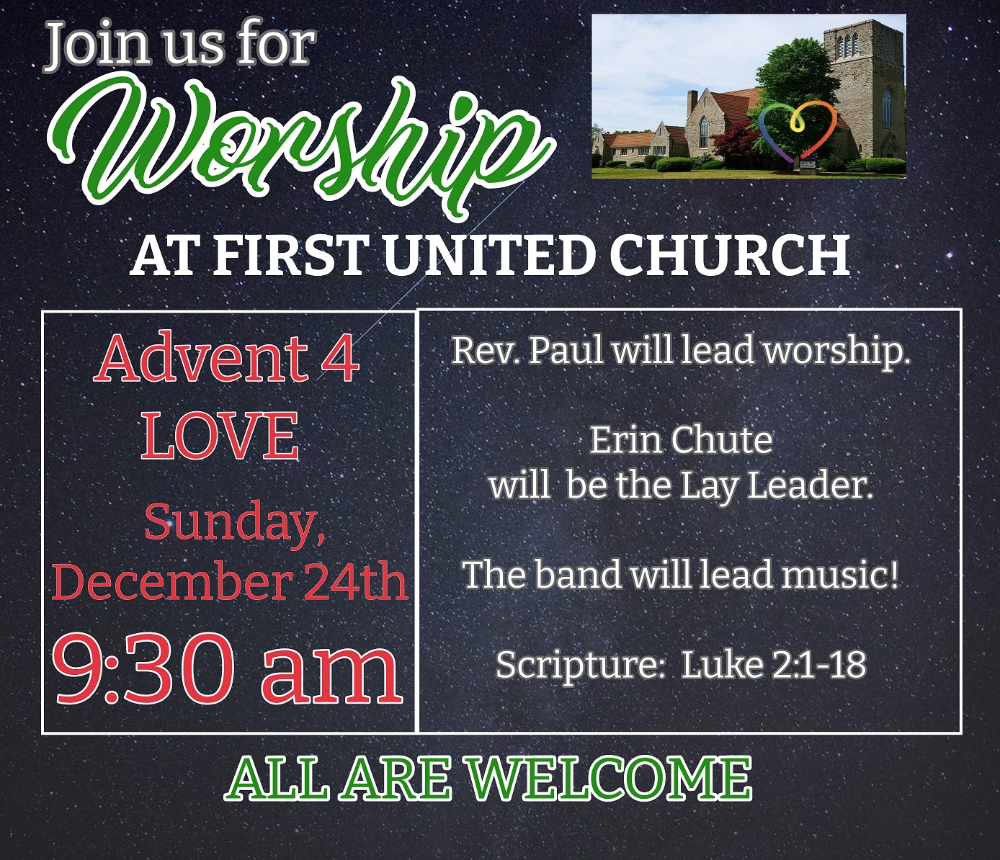 Join us for
Worship
AT FIRST UNITED CHURCH
Advent 4
LOVE
Sunday,
December 24th
9:30 am
Rev. Paul will lead worship.
Erin Chute
will  be the Lay Leader.
The band will lead music!
Scripture:  Luke 2:1-18
ALL ARE WELCOME